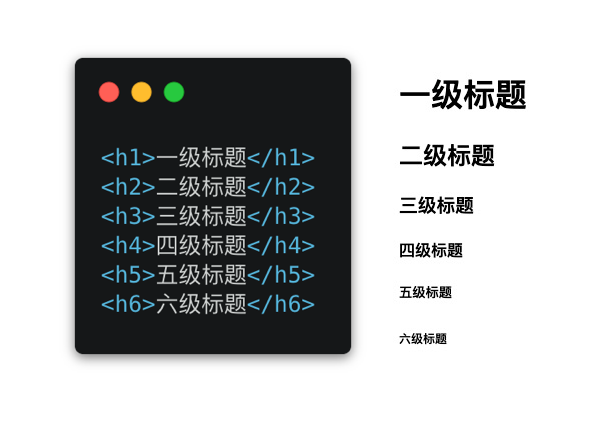 <h1>一级标题</h1>
<h2>二级标题</h2>
<h3>三级标题</h3>
<h4>四级标题</h4>
<h5>五级标题</h5>
<h6>六级标题</h6>
一级标题
二级标题
三级标题
四级标题
五级标题
六级标题